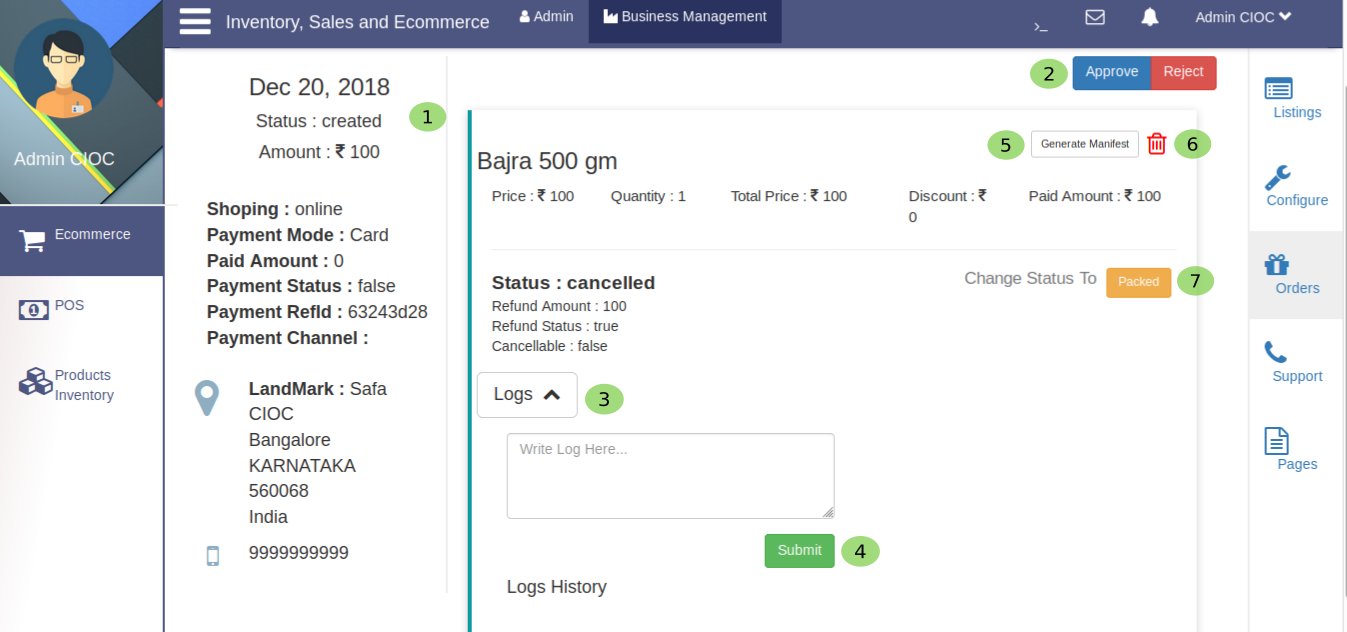 Inventory, Sales and Ecommerce
Admin
Business Management
>_
Admin CIOC
Admin CIOC
Ecommerce
POS
Products
Inventory
Dec 20, 2018
Status : created
Amount : ₹ 100
1
Shoping : online
Payment Mode : Card
Paid Amount : 0
Payment Status : false
Payment RefId : 63243d28
Payment Channel :
LandMark : Safa
CIOC
Bangalore
KARNATAKA
560068
India
9999999999
2
Approve
Reject
5
Generate Manifest
6
Bajra 500 gm
Price : ₹ 100
Quantity : 1
Total Price : ₹ 100
Discount : ₹
0
Paid Amount : ₹ 100
Status : cancelled
Refund Amount : 100
Refund Status : true
Cancellable : false
Change Status To
Packed
7
Logs
3
Write Log Here...
Submit
4
Logs History
Listings
Configure
Orders
Support
Pages